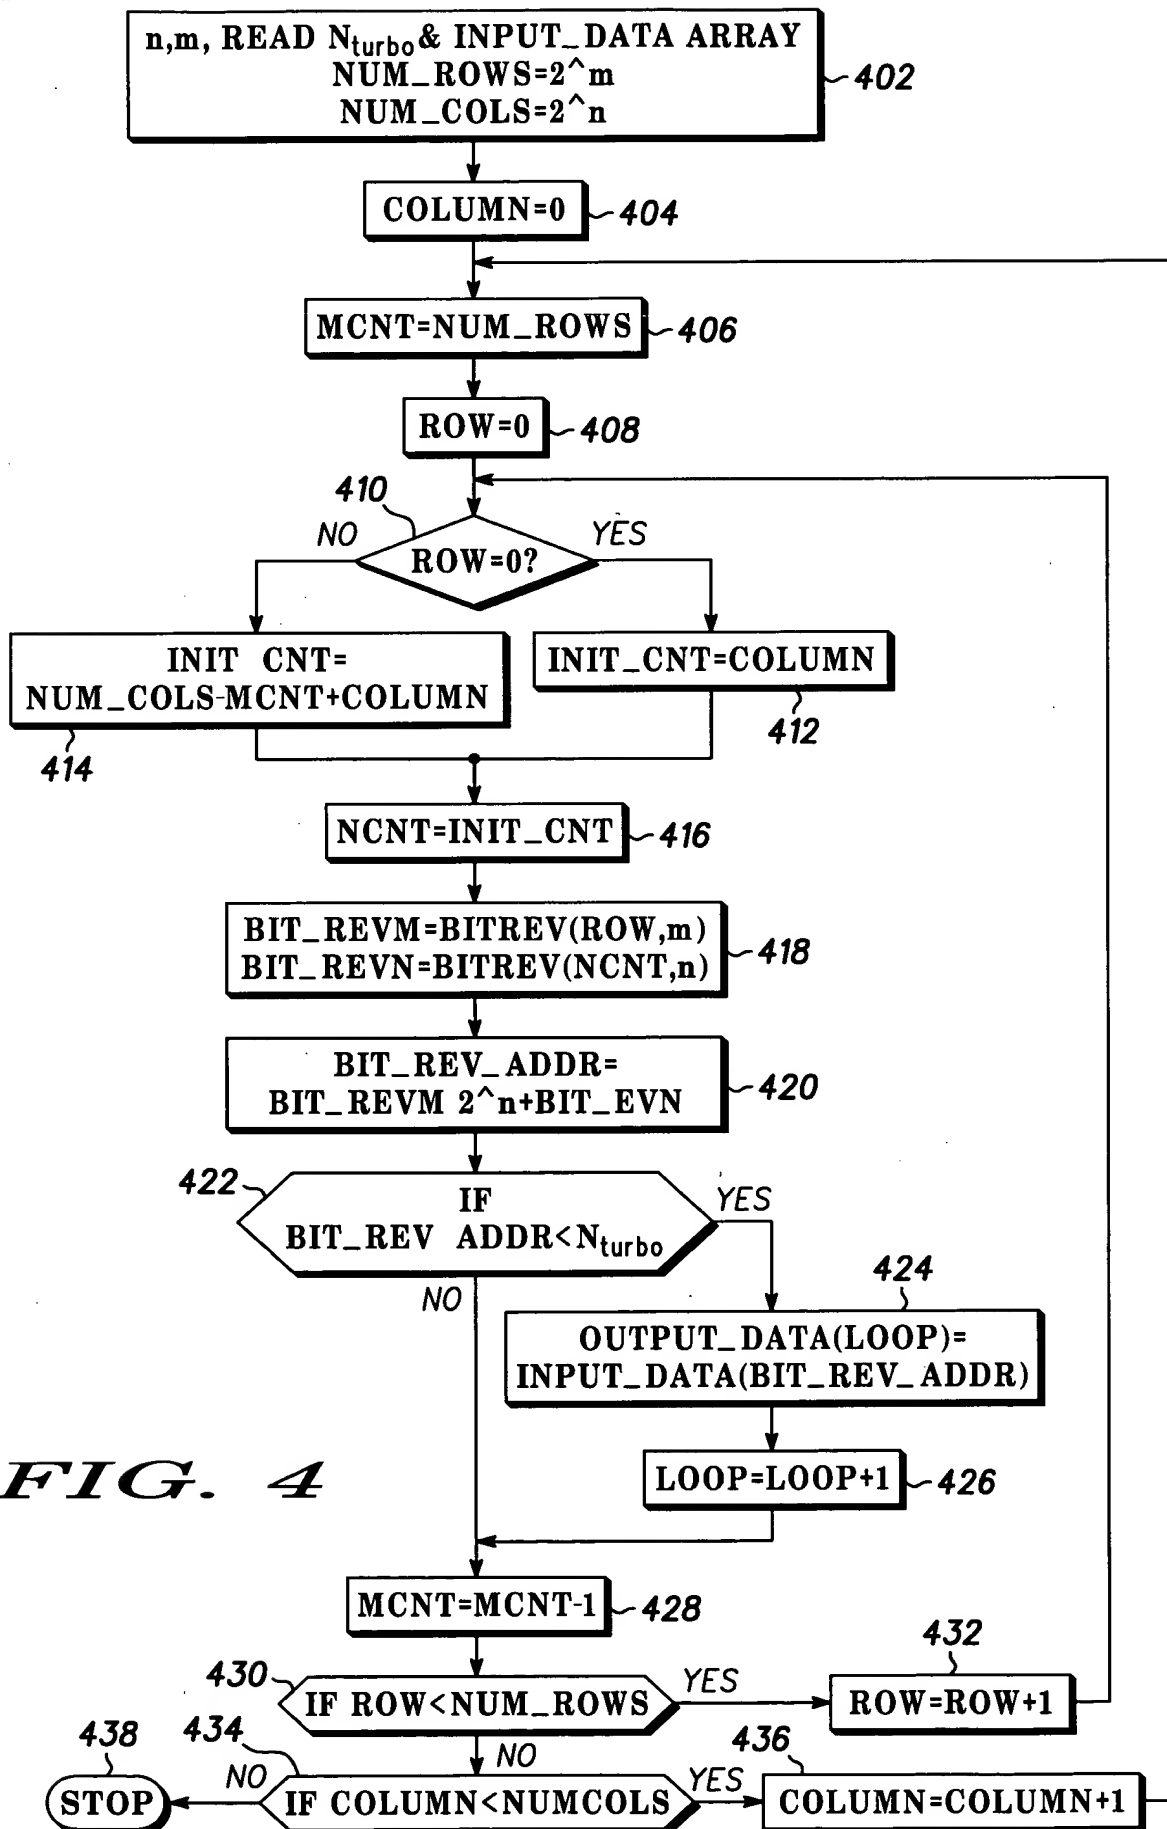 n,m, READ Nturbo & INPUT_DATA ARRAY
NUM_ROWS=2^m
NUM_COLS=2^n
402
COLUMN=0
404
MCNT=NUM_ROWS
406
ROW=0
408
410
NO
YES
ROW=0?
INIT CNT=
NUM_COLS-MCNT+COLUMN
414
INIT_CNT=COLUMN
412
NCNT=INIT_CNT
416
BIT_REVM=BITREV(ROW,m)
BIT_REVN=BITREV(NCNT,n)
418
BIT_REV_ADDR=
BIT_REVM 2^n+BIT_EVN
420
422
IF
BIT_REV ADDR<Nturbo
YES
NO
424
OUTPUT_DATA(LOOP)=
INPUT_DATA(BIT_REV_ADDR)
LOOP=LOOP+1
426
FIG. 4
MCNT=MCNT-1
428
430
IF ROW<NUM_ROWS
YES
432
ROW=ROW+1
NO
434
IF COLUMN<NUMCOLS
NO
438
STOP
YES
436
COLUMN=COLUMN+1